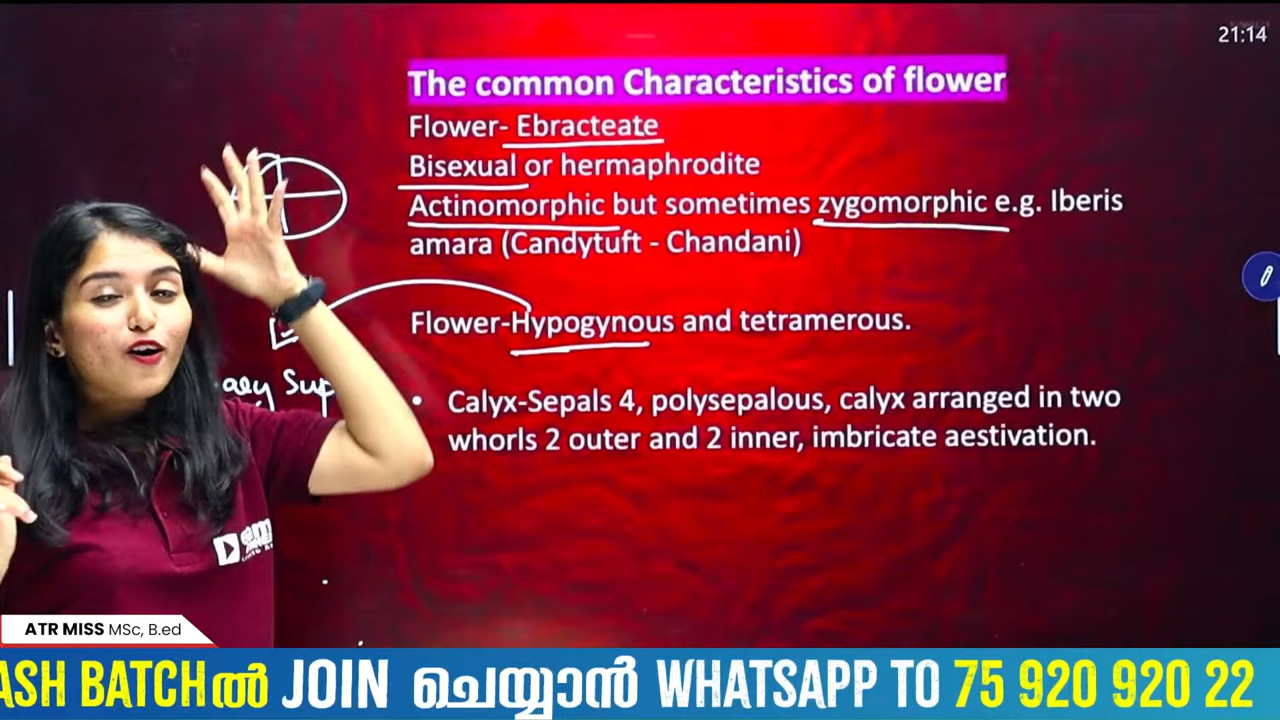 21:14
The common Characteristics of flower
Flower- Ebracteate
Bisexual or hermaphrodite
Actinomorphic but sometimes zygomorphic e.g. Iberis
amara (Candytuft - Chandani)
Flower-Hypogynous and tetramerous.
Sup
• Calyx-Sepals 4, polysepalous, calyx arranged in two
whorls 2 outer and 2 inner, imbricate aestivation.
ATR MISS MSc, B.ed
ASH BATCHൽ JOIN ചെയ്യാൻ WHATSAPP TO 75 920 920 22